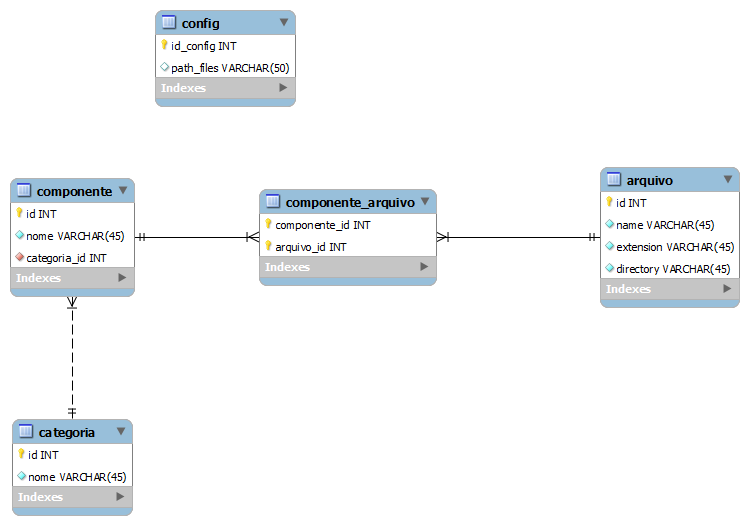 config
id_config INT
path_files VARCHAR(50)
Indexes
componente
id INT
nome VARCHAR(45)
categoria_id INT
Indexes
componente_arquivo
componente_id INT
arquivo_id INT
Indexes
arquivo
id INT
name VARCHAR(45)
extension VARCHAR(45)
directory VARCHAR(45)
Indexes
categoria
id INT
nome VARCHAR(45)
Indexes